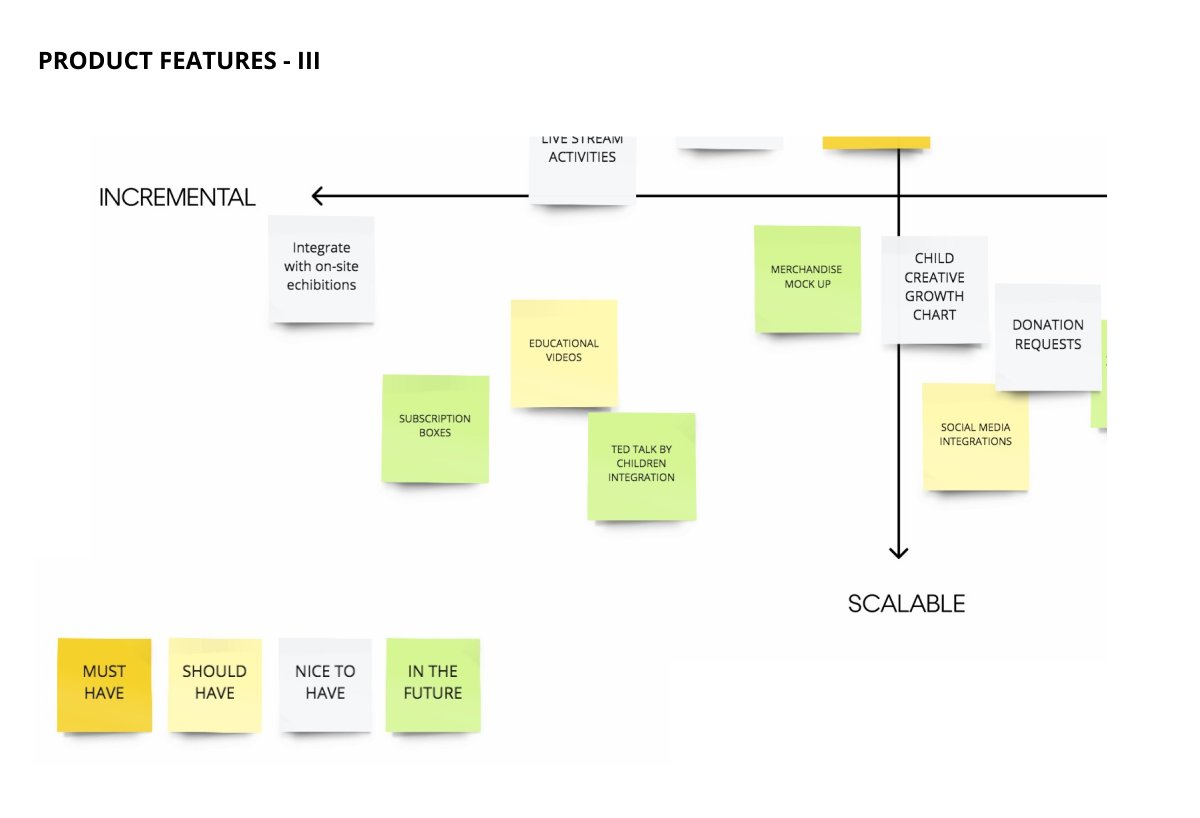 PRODUCT FEATURES - III
LIVE STREAM
ACTIVITIES
INCREMENTAL
Integrate
with on-site
echibitions
MERCHANDISE
MOCK UP
CHILD
CREATIVE
GROWTH
CHART
DONATION
REQUESTS
EDUCATIONAL
VIDEOS
SUBSCRIPTION
BOXES
TED TALK BY
CHILDREN
INTEGRATION
SOCIAL MEDIA
INTEGRATIONS
SCALABLE
MUST
HAVE
SHOULD
HAVE
NICE TO
HAVE
IN THE
FUTURE